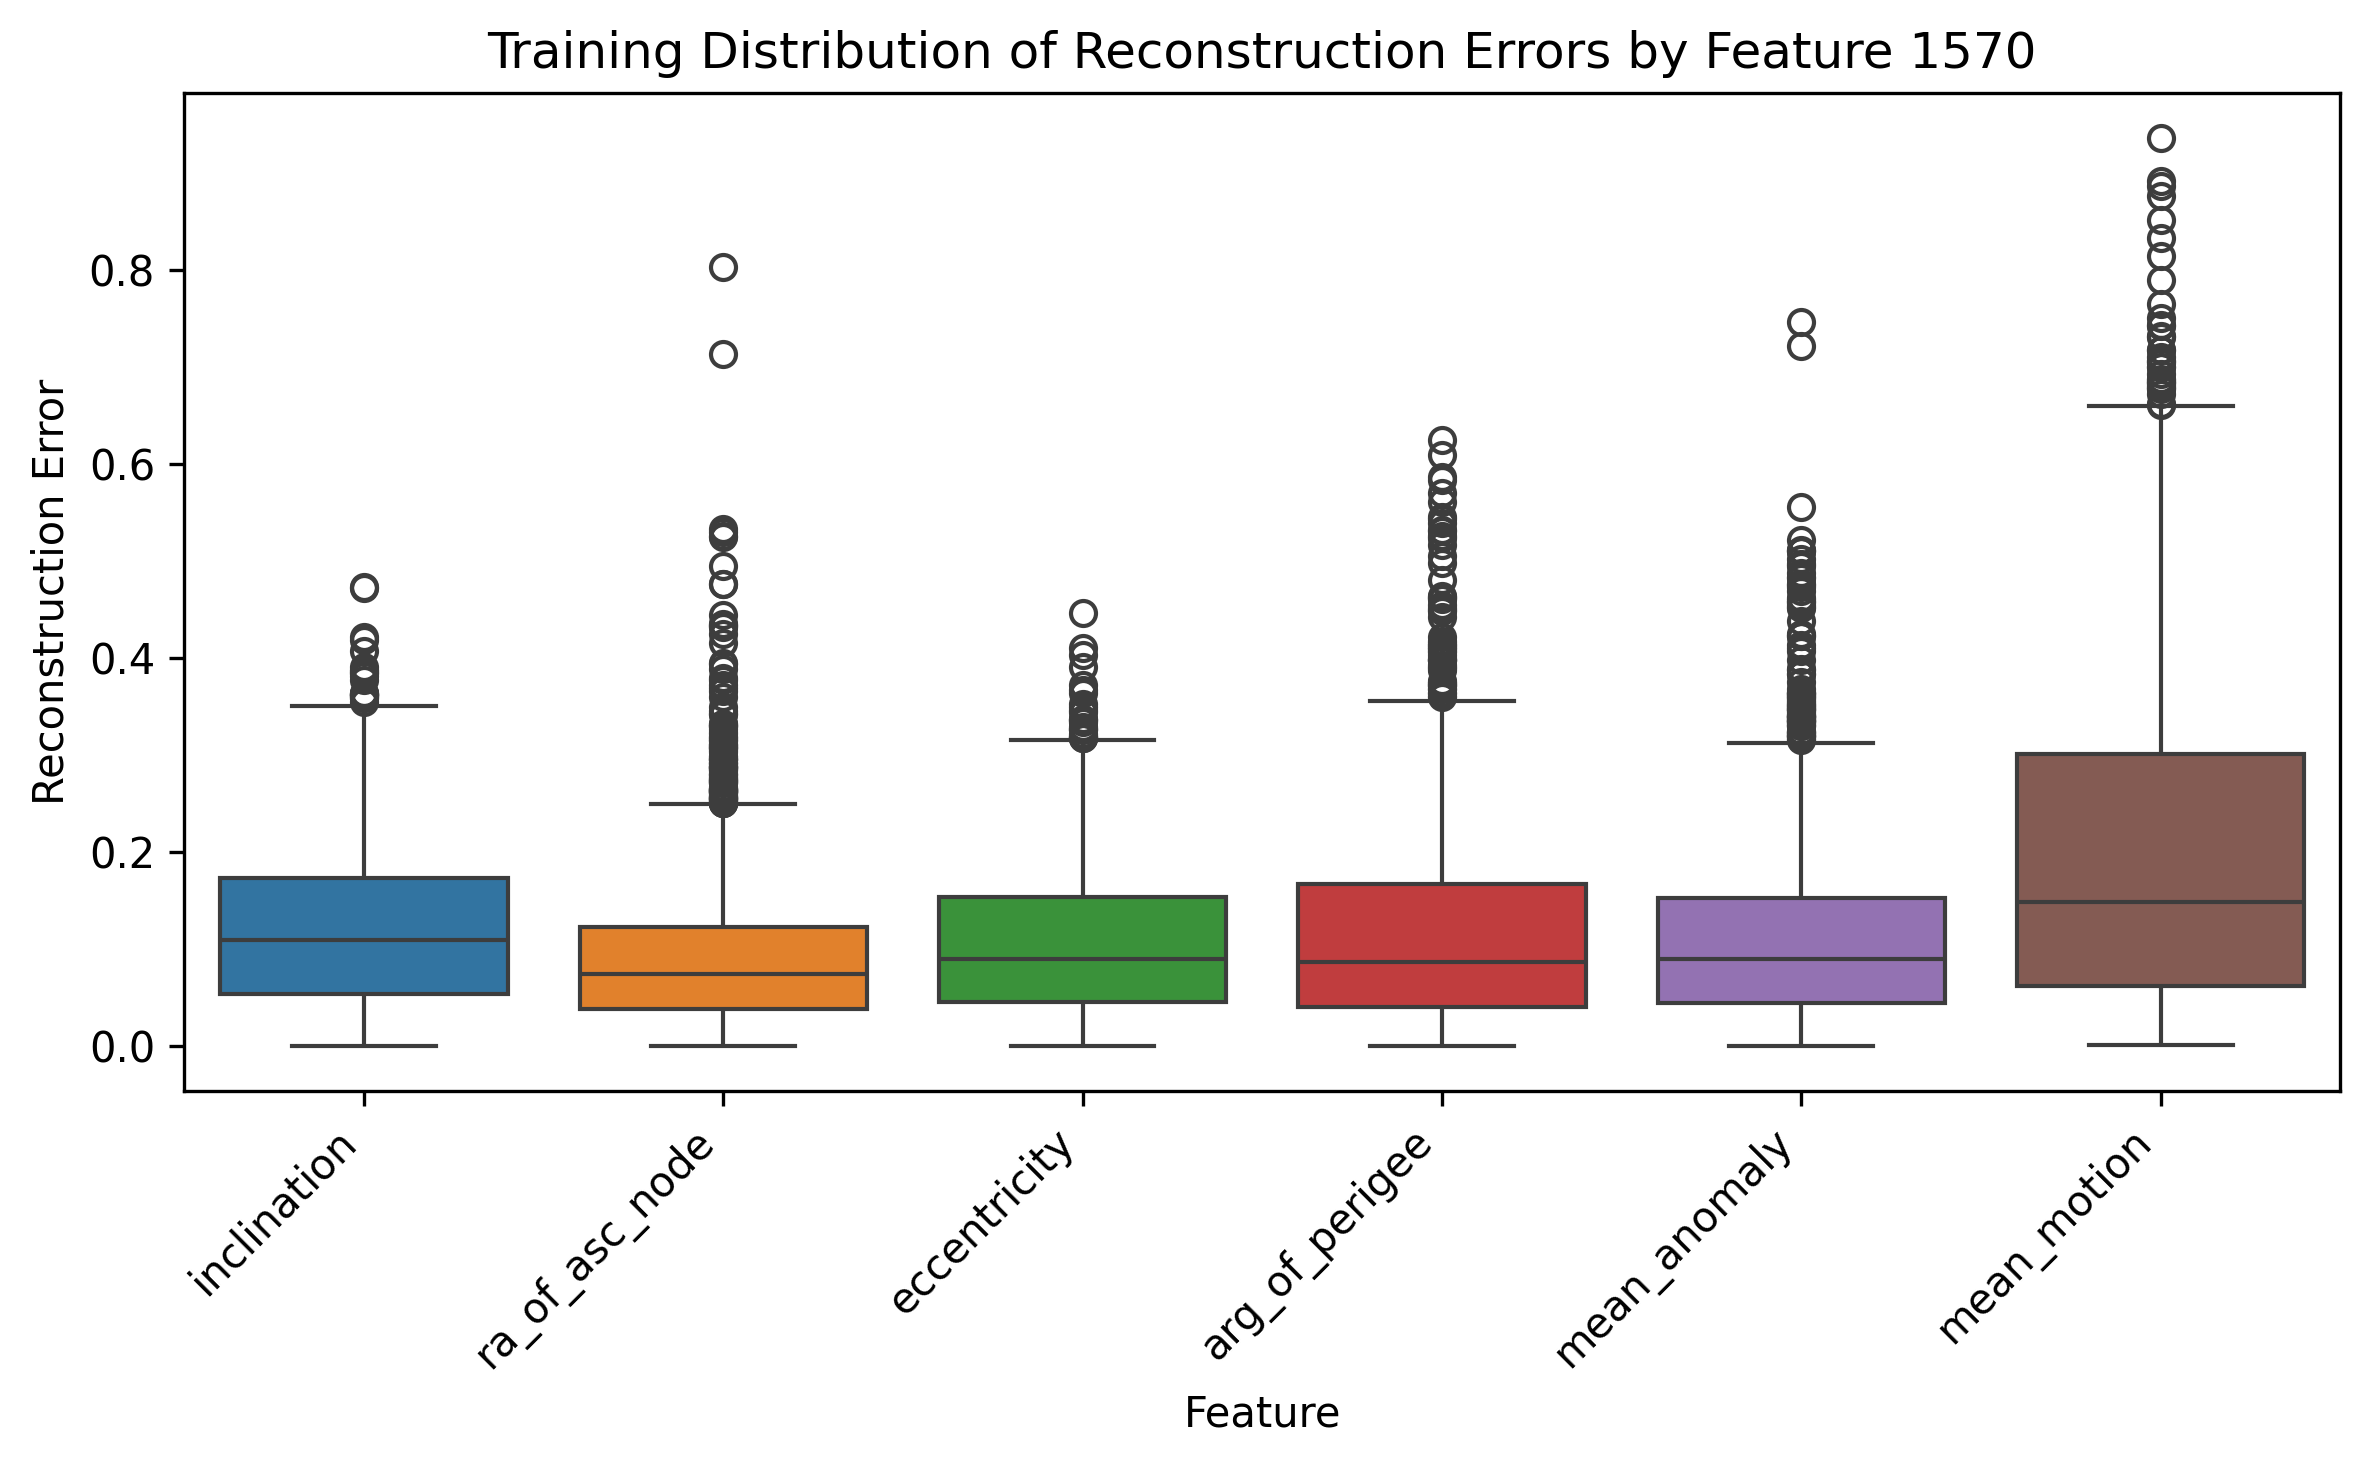 Training Distribution of Reconstruction Errors by Feature 1570
Reconstruction Error
0.8
0.6
0.4
0.2
0.0
inclination
ra_of_asc_node
eccentricity
arg_of_perigee
mean_anomaly
mean_motion
Feature